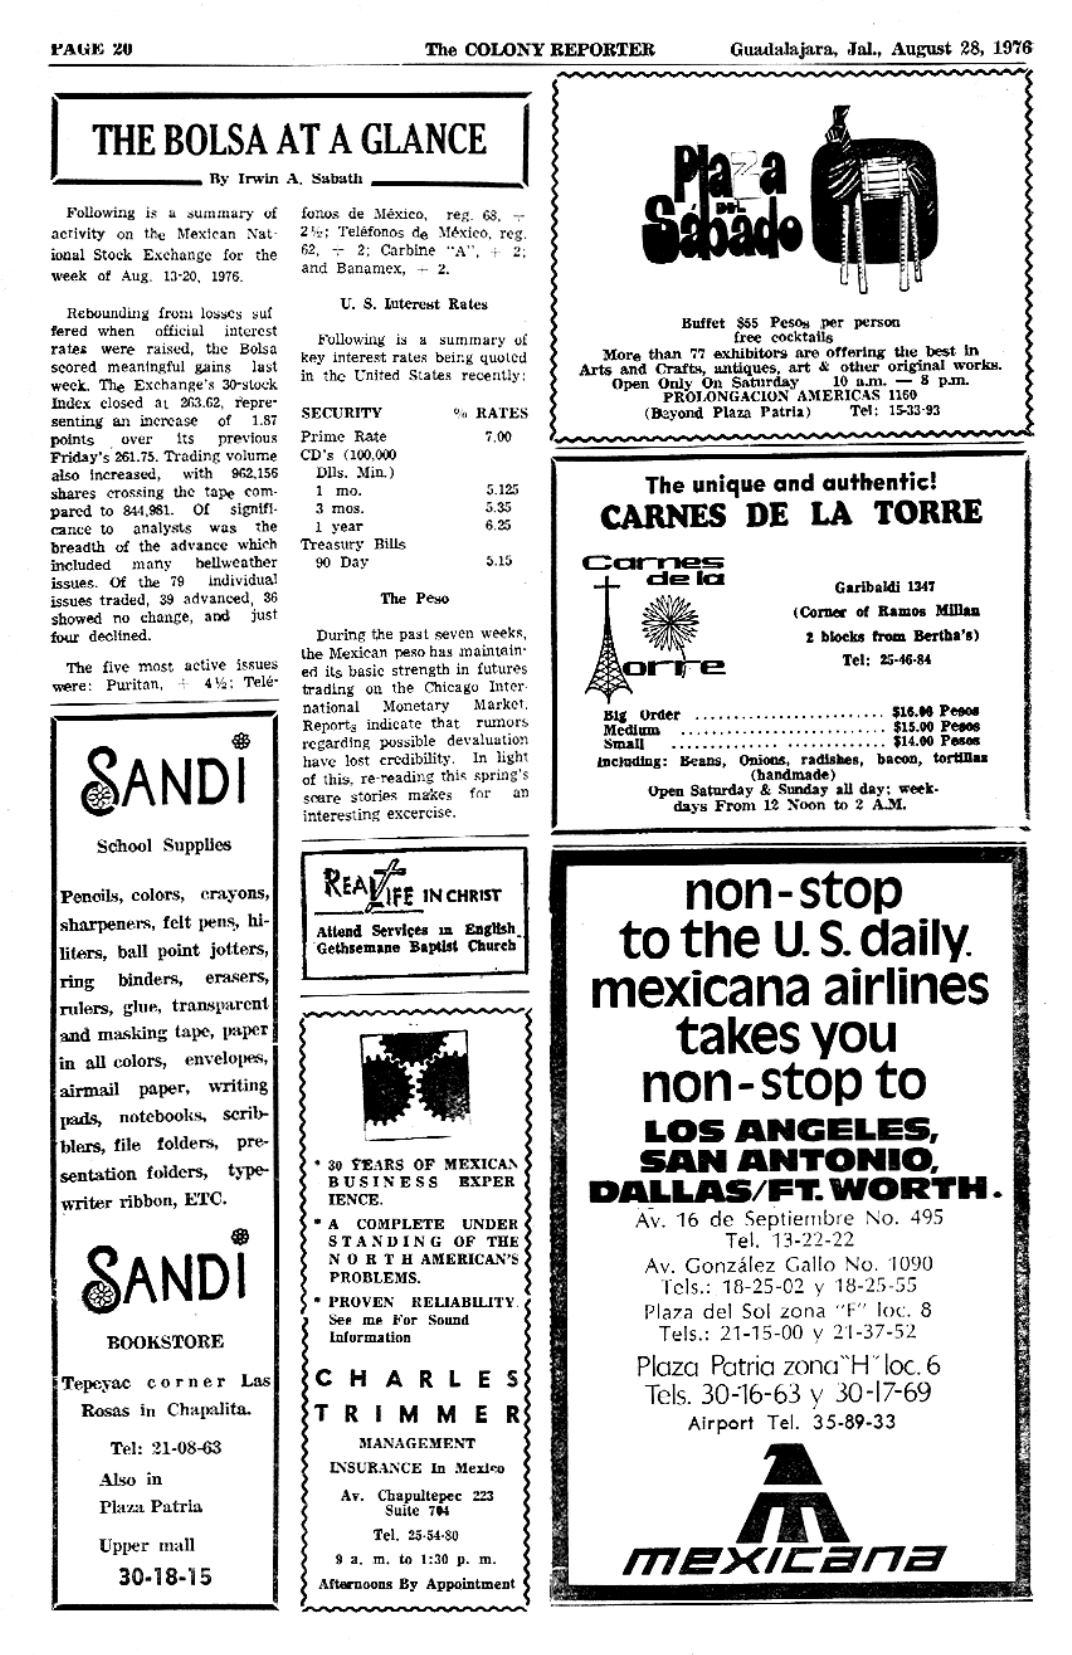 PAGE 20
The COLONY REPORTER
Guadalajara, Jal., August 28, 1976
THE BOLSA AT A GLANCE
By Irwin A. Sabath
Following is a summary of
activity on the Mexican Nat-
ional Stock Exchange for the
week of Aug. 13-20, 1976.
Rebounding from losses suf
fered when official interest
rates were raised, the Bolsa
scored meaningful gains last
week. The Exchange's 30-stock
Index closed at 263.62, repre-
senting an increase of 1.87
points over its previous
Friday's 261.75. Trading volume
also increased, with 962,156
shares crossing the tape com-
pared to 844,981. Of signifi-
cance to analysts was the
breadth of the advance which
included many bellweather
issues. Of the 79 individual
issues traded, 39 advanced, 36
showed no change, and just
four declined.
The five most active issues
were: Puritan, + 4½; Telé-
fonos de México, reg. 68, +
2½; Teléfonos de México, reg.
62, + 2; Carbine "A", + 2;
and Banamex, + 2.
U. S. Interest Rates
Following is a summary of
key interest rates being quoted
in the United States recently:
SECURITY % RATES
Prime Rate 7.00
CD's (100,000
Dlls. Min.)
1 mo. 5.125
3 mos. 5.35
1 year 6.25
Treasury Bills
90 Day 5.15
The Peso
During the past seven weeks,
the Mexican peso has maintain-
ed its basic strength in futures
trading on the Chicago Inter-
national Monetary Market.
Reports indicate that rumors
regarding possible devaluation
have lost credibility. In light
of this, re-reading this spring's
scare stories makes for an
interesting excercise.
SANDI
School Supplies
Pencils, colors, crayons,
sharpeners, felt pens, hi-
liters, ball point jotters,
ring binders, erasers,
rulers, glue, transparent
and masking tape, paper
in all colors, envelopes,
airmail paper, writing
pads, notebooks, scrib-
blers, file folders, pre-
sentation folders, type-
writer ribbon, ETC.
SANDI
BOOKSTORE
Tepeyac corner Las
Rosas in Chapalita.
Tel: 21-08-63
Also in
Plaza Patria
Upper mall
30-18-15
REAL LIFE IN CHRIST
Attend Services in English
Gethsemane Baptist Church
* 30 YEARS OF MEXICAN
BUSINESS EXPER
IENCE.
* A COMPLETE UNDER
STANDING OF THE
NORTH AMERICAN'S
PROBLEMS.
* PROVEN RELIABILITY.
See me For Sound
Information
CHARLES
TRIMMER
MANAGEMENT
INSURANCE In Mexico
Av. Chapultepec 223
Suite 704
Tel. 25-54-80
9 a. m. to 1:30 p. m.
Afternoons By Appointment
Plaza
DEL
Sábado
Buffet $55 Pesos per person
free cocktails
More than 77 exhibitors are offering the best in
Arts and Crafts, antiques, art & other original works.
Open Only On Saturday 10 a.m. — 8 p.m.
PROLONGACION AMERICAS 1160
(Beyond Plaza Patria) Tel: 15-33-93
The unique and authentic!
CARNES DE LA TORRE
Carnes
de la
Torre
Garibaldi 1347
(Corner of Ramos Millan
2 blocks from Bertha's)
Tel: 25-46-84
Big Order ......................... $16.00 Pesos
Medium ........................... $15.00 Pesos
Small ............................ $14.00 Pesos
including: Beans, Onions, radishes, bacon, tortillas
(handmade)
Open Saturday & Sunday all day; week-
days From 12 Noon to 2 A.M.
non-stop
to the U.S. daily.
mexicana airlines
takes you
non-stop to
LOS ANGELES,
SAN ANTONIO,
DALLAS/FT. WORTH.
Av. 16 de Septiembre No. 495
Tel. 13-22-22
Av. González Gallo No. 1090
Tels.: 18-25-02 y 18-25-55
Plaza del Sol zona "F" loc. 8
Tels.: 21-15-00 y 21-37-52
Plaza Patria zona "H" loc. 6
Tels. 30-16-63 y 30-17-69
Airport Tel. 35-89-33
mexicana